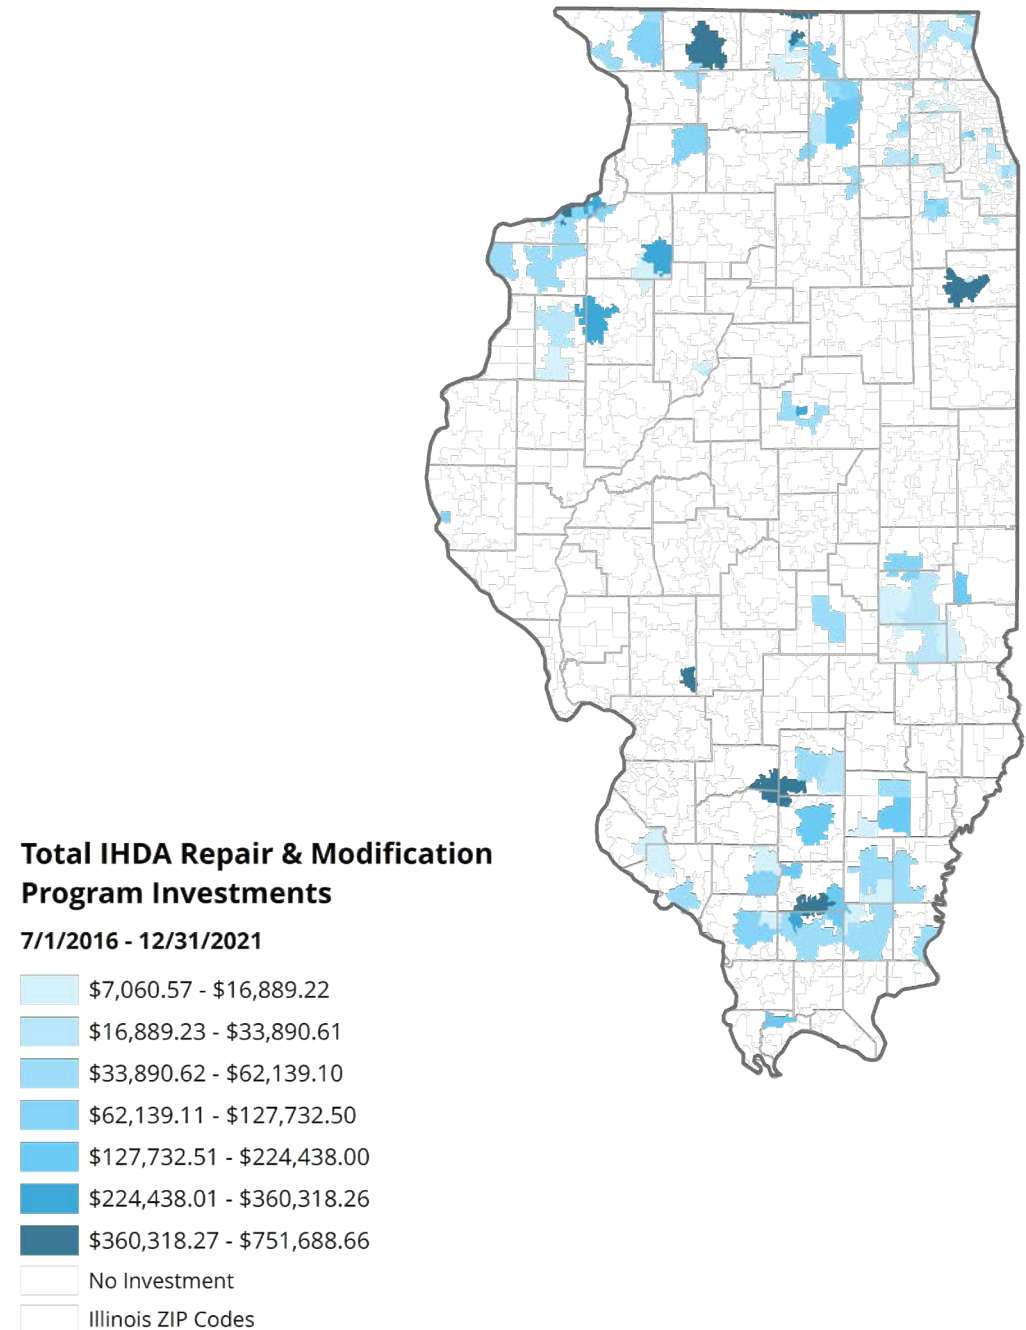 Total IHDA Repair & Modification
Program Investments
7/1/2016 - 12/31/2021
$7,060.57 - $16,889.22
$16,889.23 - $33,890.61
$33,890.62 - $62,139.10
$62,139.11 - $127,732.50
$127,732.51 - $224,438.00
$224,438.01 - $360,318.26
$360,318.27 - $751,688.66
No Investment
Illinois ZIP Codes